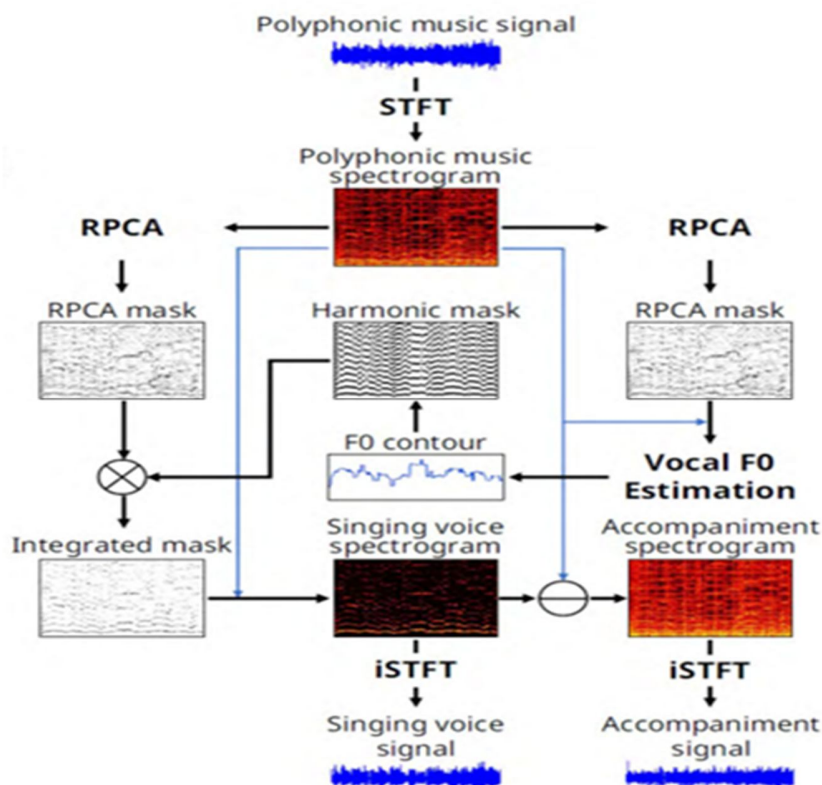 Polyphonic music signal
STFT
Polyphonic music
spectrogram
RPCA
RPCA
RPCA mask
Harmonic mask
RPCA mask
F0 contour
Vocal F0
Estimation
Integrated mask
Singing voice
spectrogram
Accompaniment
spectrogram
iSTFT
iSTFT
Singing voice
signal
Accompaniment
signal